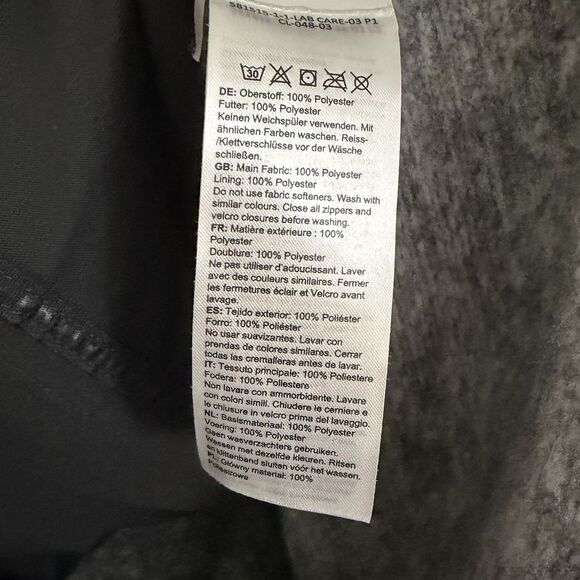 581515-1-1-LAB CARE-03 P1
CL-048-03
30
DE: Oberstoff: 100% Polyester
Futter: 100% Polyester
Keinen Weichspüler verwenden. Mit
ähnlichen Farben waschen. Reiss-
/Klettverschlüsse vor der Wäsche
schließen.
GB: Main Fabric: 100% Polyester
Lining: 100% Polyester
Do not use fabric softeners. Wash with
similar colours. Close all zippers and
velcro closures before washing.
FR: Matière extérieure : 100%
Polyester
Doublure: 100% Polyester
Ne pas utiliser d'adoucissant. Laver
avec des couleurs similaires. Fermer
les fermetures éclair et Velcro avant
lavage.
ES: Tejido exterior: 100% Poliéster
Forro: 100% Poliéster
No usar suavizantes. Lavar con
prendas de colores similares. Cerrar
todas las cremalleras antes de lavar.
IT: Tessuto principale: 100% Poliestere
Fodera: 100% Poliestere
Non lavare con ammorbidente. Lavare
con colori simili. Chiudere le cerniere e
le chiusure in velcro prima del lavaggio.
NL: Basismateriaal: 100% Polyester
Voering: 100% Polyester
Geen wasverzachters gebruiken.
Wassen met dezelfde kleuren. Ritsen
en klittenband sluiten vóór het wassen.
PL: Główny materiał: 100%
Poliestrowe